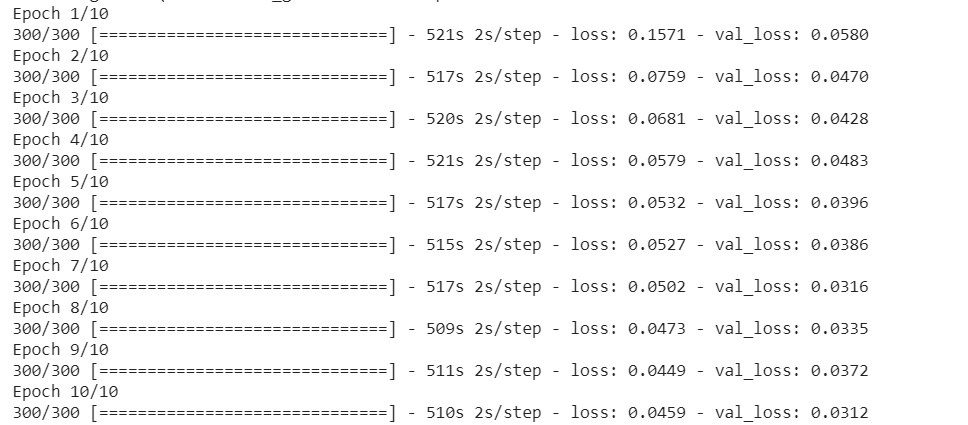 Epoch 1/10
300/300 [==============================] - 521s 2s/step - loss: 0.1571 - val_loss: 0.0580
Epoch 2/10
300/300 [==============================] - 517s 2s/step - loss: 0.0759 - val_loss: 0.0470
Epoch 3/10
300/300 [==============================] - 520s 2s/step - loss: 0.0681 - val_loss: 0.0428
Epoch 4/10
300/300 [==============================] - 521s 2s/step - loss: 0.0579 - val_loss: 0.0483
Epoch 5/10
300/300 [==============================] - 517s 2s/step - loss: 0.0532 - val_loss: 0.0396
Epoch 6/10
300/300 [==============================] - 515s 2s/step - loss: 0.0527 - val_loss: 0.0386
Epoch 7/10
300/300 [==============================] - 517s 2s/step - loss: 0.0502 - val_loss: 0.0316
Epoch 8/10
300/300 [==============================] - 509s 2s/step - loss: 0.0473 - val_loss: 0.0335
Epoch 9/10
300/300 [==============================] - 511s 2s/step - loss: 0.0449 - val_loss: 0.0372
Epoch 10/10
300/300 [==============================] - 510s 2s/step - loss: 0.0459 - val_loss: 0.0312